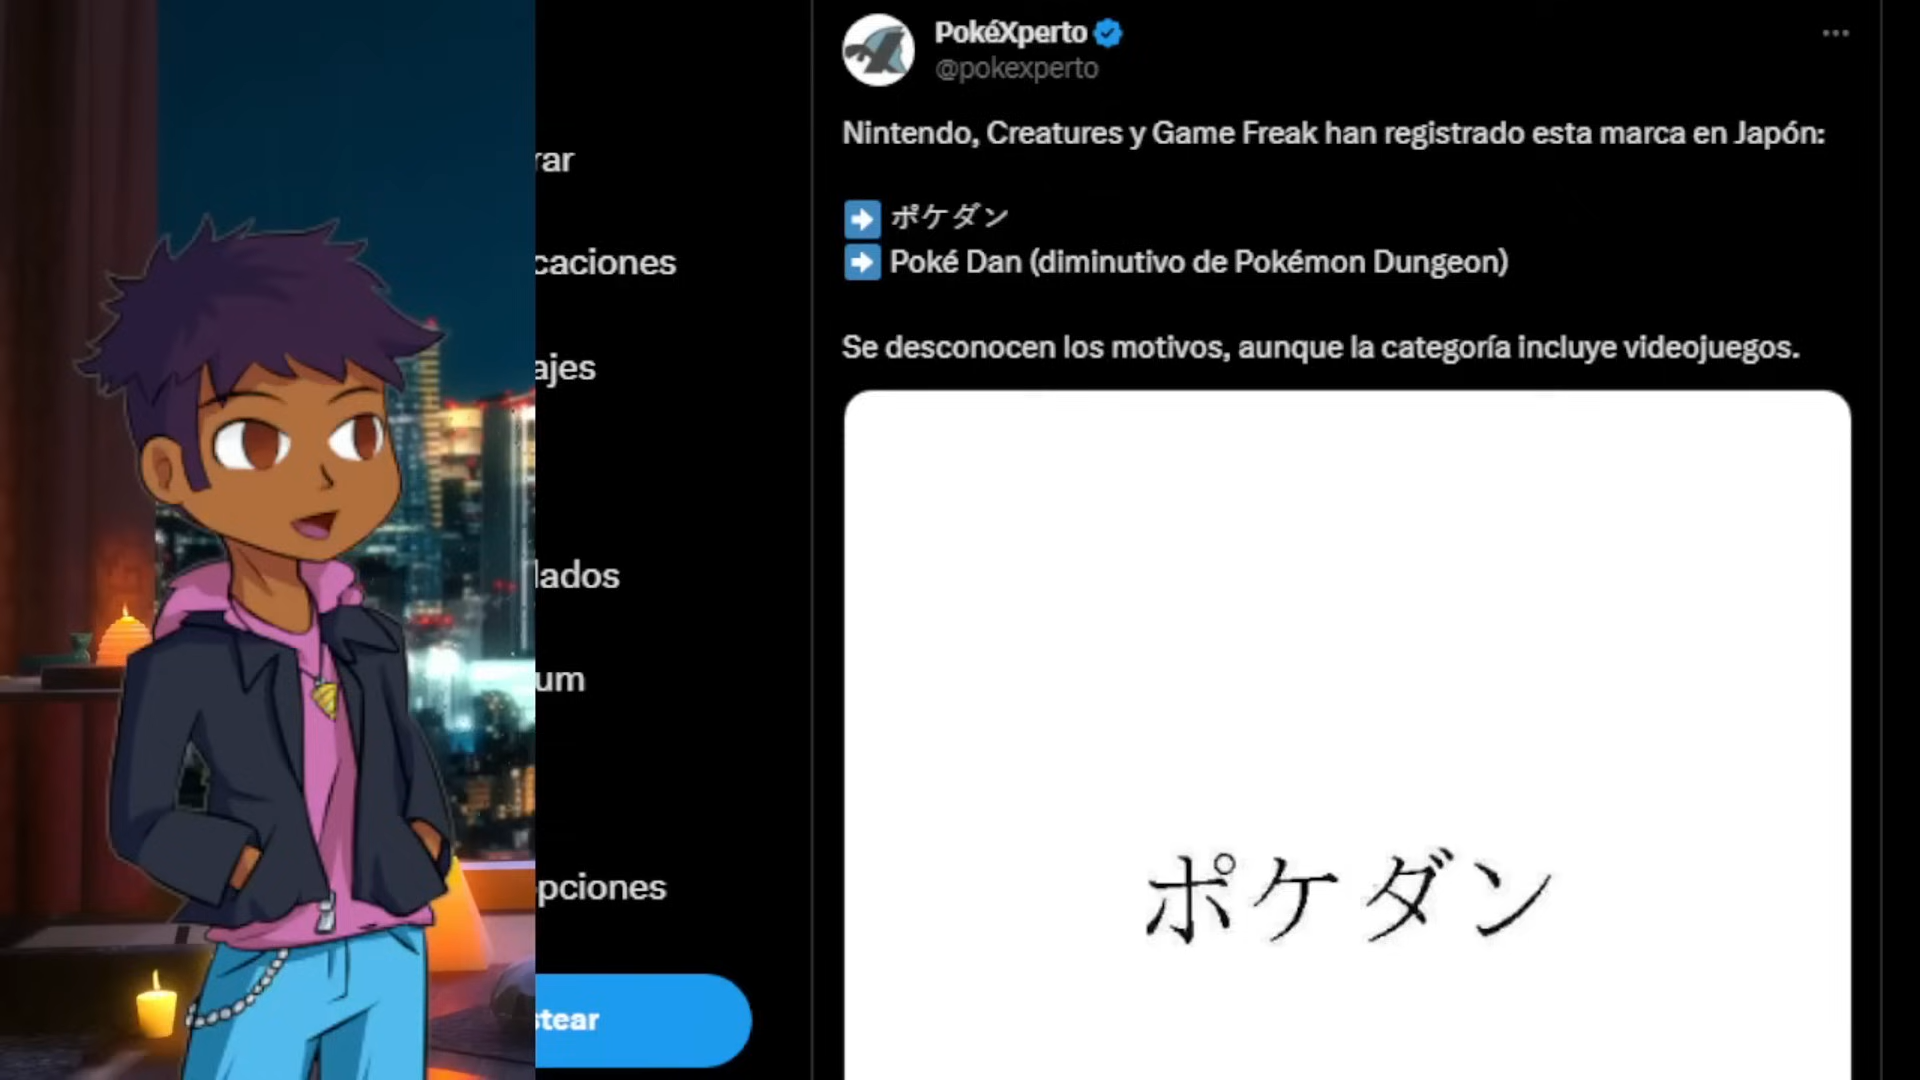 rar
caciones
ajes
lados
um
pciones
stear
PokéXperto
@pokexperto
Nintendo, Creatures y Game Freak han registrado esta marca en Japón:
➡️ ポケダン
➡️ Poké Dan (diminutivo de Pokémon Dungeon)
Se desconocen los motivos, aunque la categoría incluye videojuegos.
ポケダン